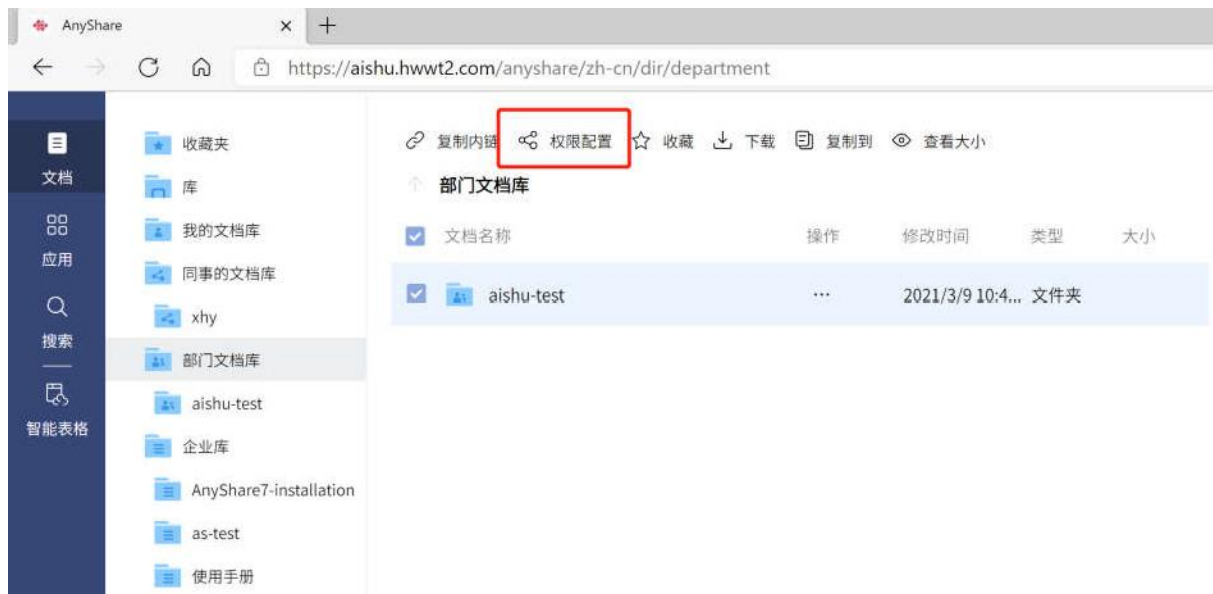 AnyShare
https://aishu.hwwt2.com/anyshare/zh-cn/dir/department
文档
应用
搜索
智能表格
收藏夹
库
我的文档库
同事的文档库
xhy
部门文档库
aishu-test
企业库
AnyShare7-installation
as-test
使用手册
复制内链 权限配置 收藏 下载 复制到 查看大小
部门文档库
文档名称 操作 修改时间 类型 大小
aishu-test ... 2021/3/9 10:4... 文件夹